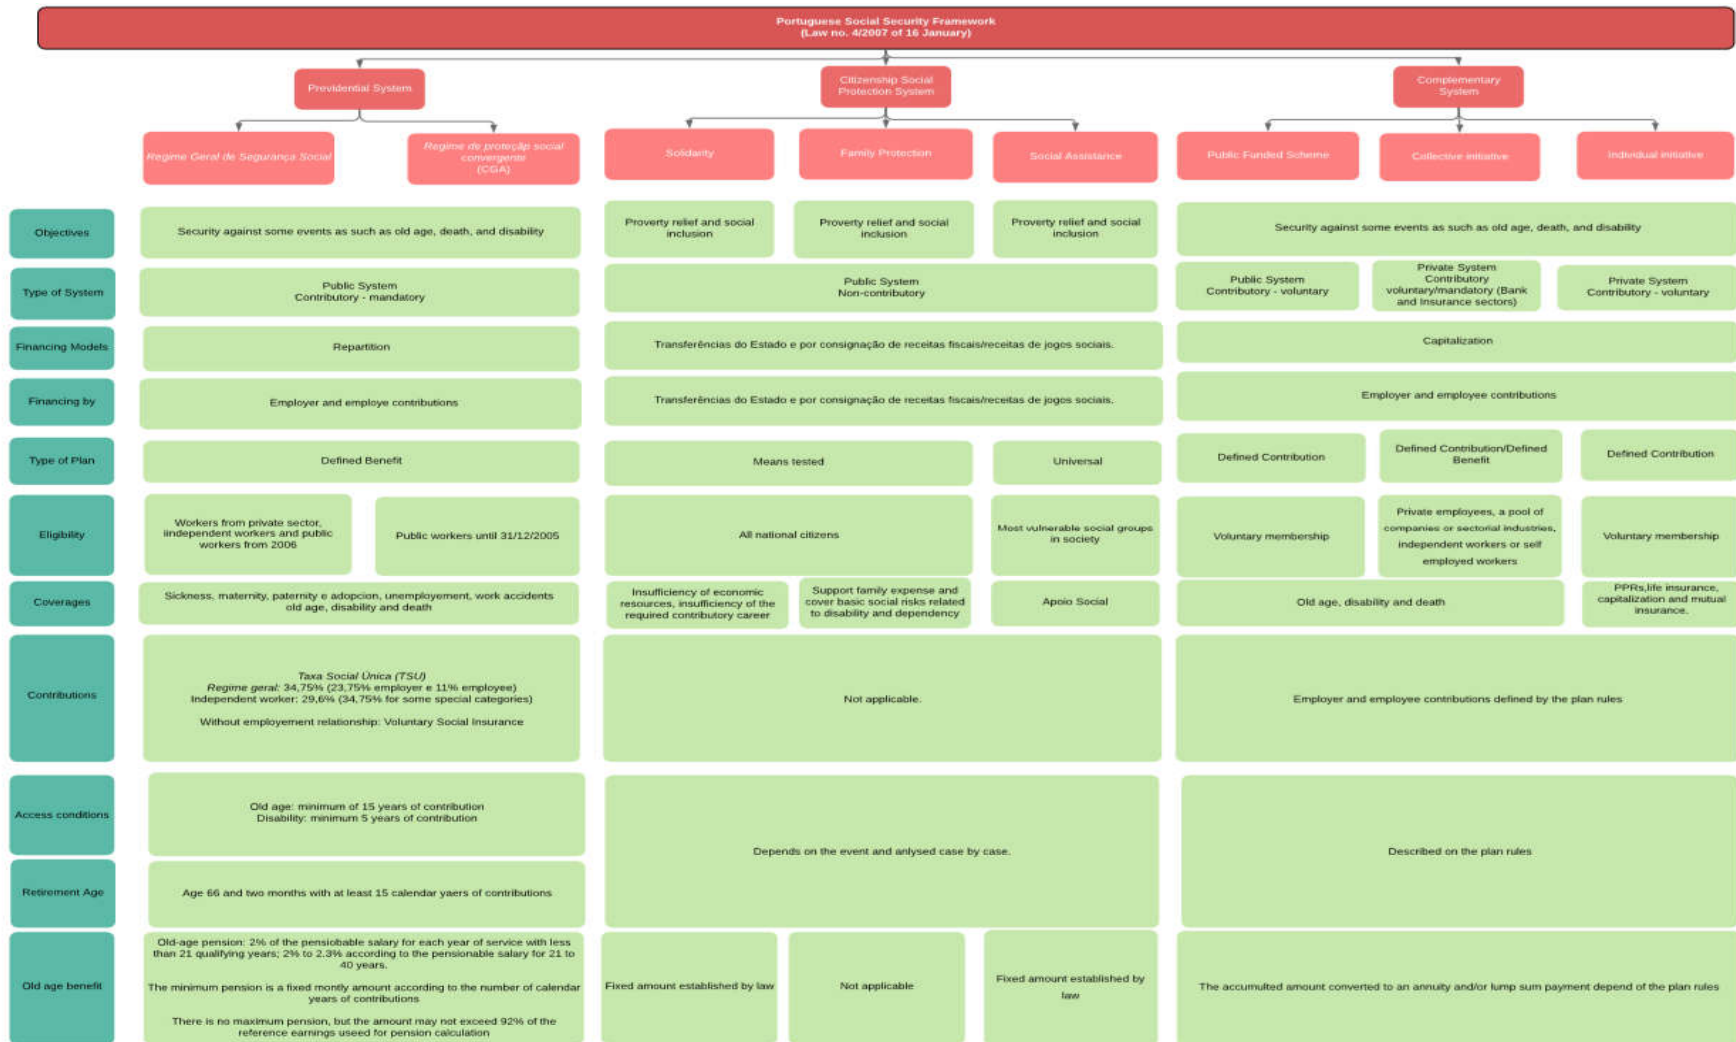 Portuguese Social Security Framework
(Law no. 4/2007 of 16 January)
Previdential System
Citizenship Social
Protection System
Complementary
System
Regime Geral de Segurança Social
Regime de proteçãp social
convergente
(CGA)
Solidarity
Family Protection
Social Assistance
Public Funded Scheme
Collective initiative
Individual initiative
Objectives
Security against some events as such as old age, death, and disability
Proverty relief and social
inclusion
Proverty relief and social
inclusion
Proverty relief and social
inclusion
Security against some events as such as old age, death, and disability
Type of System
Public System
Contributory - mandatory
Public System
Non-contributory
Public System
Contributory - voluntary
Private System
Contributory
voluntary/mandatory (Bank
and Insurance sectors)
Private System
Contributory - voluntary
Financing Models
Repartition
Transferências do Estado e por consignação de receitas fiscais/receitas de jogos sociais.
Capitalization
Financing by
Employer and employe contributions
Transferências do Estado e por consignação de receitas fiscais/receitas de jogos sociais.
Employer and employee contributions
Type of Plan
Defined Benefit
Means tested
Universal
Defined Contribution
Defined Contribution/Defined
Benefit
Defined Contribution
Eligibility
Workers from private sector,
iindependent workers and public
workers from 2006
Public workers until 31/12/2005
All national citizens
Most vulnerable social groups
in society
Voluntary membership
Private employees, a pool of
companies or sectorial industries,
independent workers or self
employed workers
Voluntary membership
Coverages
Sickness, maternity, paternity e adopcion, unemployement, work accidents
old age, disability and death
Insufficiency of economic
resources, insufficiency of the
required contributory career
Support family expense and
cover basic social risks related
to disability and dependency
Apoio Social
Old age, disability and death
PPRs,life insurance,
capitalization and mutual
insurance.
Contributions
Taxa Social Única (TSU)
Regime geral: 34,75% (23,75% employer e 11% employee)
Independent worker: 29,6% (34,75% for some special categories)
Without employement relationship: Voluntary Social Insurance
Not applicable.
Employer and employee contributions defined by the plan rules
Access conditions
Old age: minimum of 15 years of contribution
Disability: minimum 5 years of contribution
Depends on the event and anlysed case by case.
Described on the plan rules
Retirement Age
Age 66 and two months with at least 15 calendar yaers of contributions
Old age benefit
Old-age pension: 2% of the pensiobable salary for each year of service with less
than 21 qualifying years; 2% to 2.3% according to the pensionable salary for 21 to
40 years.
The minimum pension is a fixed montly amount according to the number of calendar
years of contributions
There is no maximum pension, but the amount may not exceed 92% of the
reference earnings useed for pension calculation
Fixed amount established by law
Not applicable
Fixed amount established by
law
The accumulted amount converted to an annuity and/or lump sum payment depend of the plan rules